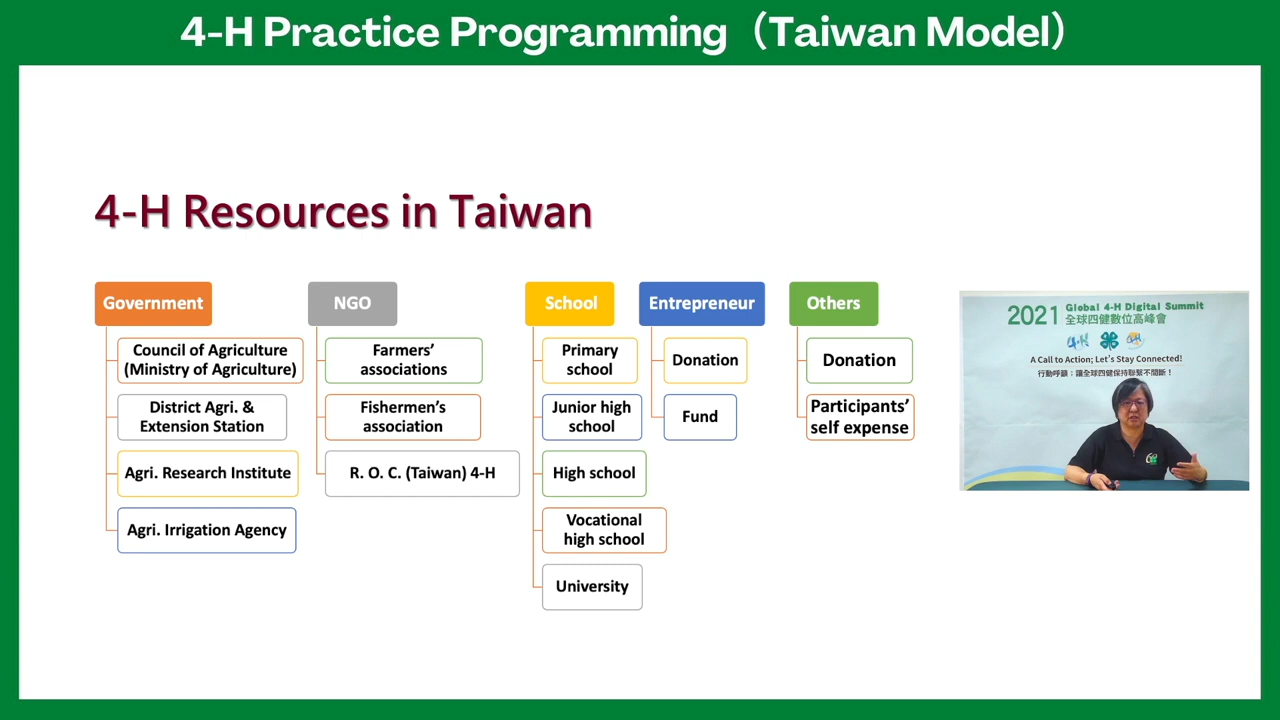 4-H Practice Programming（Taiwan Model）
4-H Resources in Taiwan
Government
Council of Agriculture
(Ministry of Agriculture)
District Agri. &
Extension Station
Agri. Research Institute
Agri. Irrigation Agency
NGO
Farmers’
associations
Fishermen’s
association
R. O. C. (Taiwan) 4-H
School
Primary
school
Junior high
school
High school
Vocational
high school
University
Entrepreneur
Donation
Fund
Others
Donation
Participants’
self expense
2021 Global 4-H Digital Summit
全球四健數位高峰會
A Call to Action; Let's Stay Connected!
行動呼籲：讓全球四健保持聯繫不間斷！